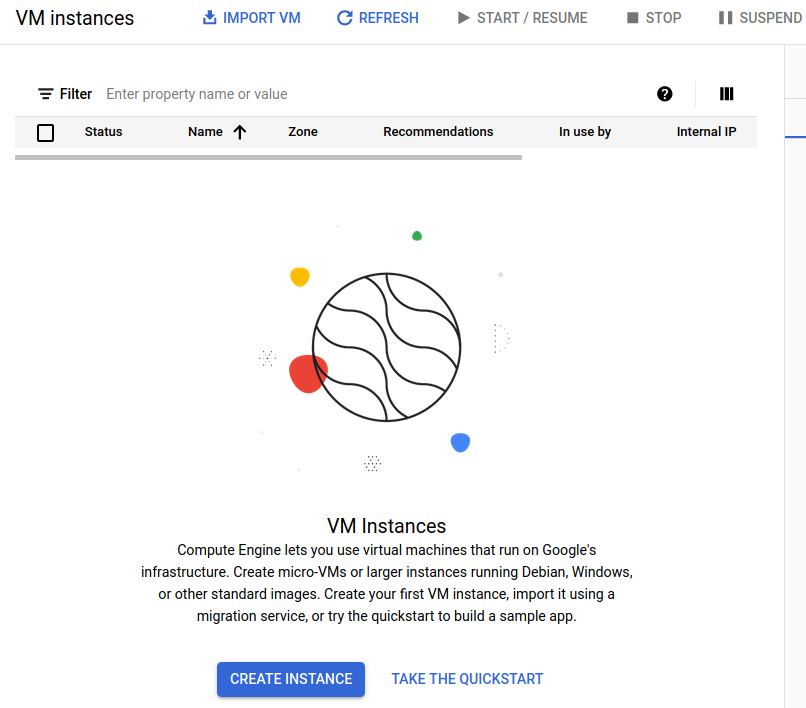 VM instances IMPORT VM REFRESH START / RESUME STOP SUSPEND
Filter Enter property name or value
Status Name Zone Recommendations In use by Internal IP
VM Instances
Compute Engine lets you use virtual machines that run on Google's
infrastructure. Create micro-VMs or larger instances running Debian, Windows,
or other standard images. Create your first VM instance, import it using a
migration service, or try the quickstart to build a sample app.
CREATE INSTANCE TAKE THE QUICKSTART